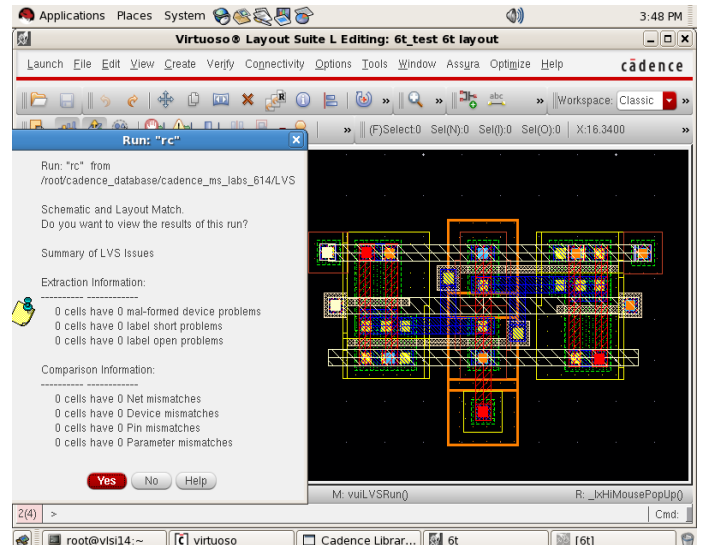 Applications Places System 3:48 PM
Virtuoso® Layout Suite L Editing: 6t_test 6t layout
Launch File Edit View Create Verify Connectivity Options Tools Window Assura Optimize Help cādence
abc » Workspace: Classic »
» (F)Select:0 Sel(N):0 Sel(I):0 Sel(O):0 X:16.3400 »
Run: "rc"
Run: "rc" from
/root/cadence_database/cadence_ms_labs_614/LVS
Schematic and Layout Match.
Do you want to view the results of this run?
Summary of LVS Issues
Extraction Information:
0 cells have 0 mal-formed device problems
0 cells have 0 label short problems
0 cells have 0 label open problems
Comparison Information:
0 cells have 0 Net mismatches
0 cells have 0 Device mismatches
0 cells have 0 Pin mismatches
0 cells have 0 Parameter mismatches
Yes No Help
M: vuiLVSRun() R: _lxHiMousePopUp()
2(4) > Cmd:
root@vlsi14:~ virtuoso Cadence Librar... 6t [6t]